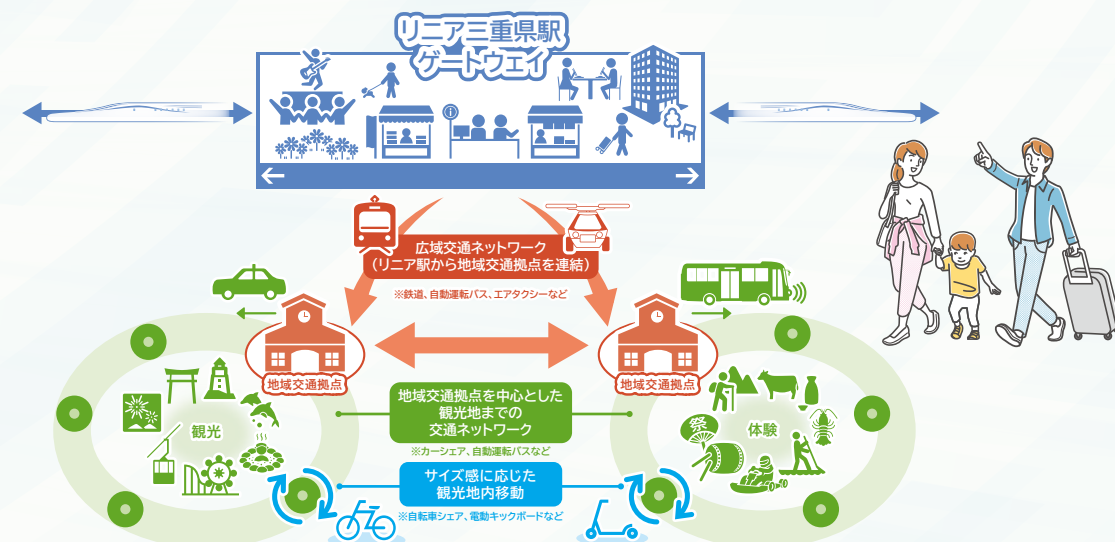 リニア三重県駅
ゲートウェイ
広域交通ネットワーク
(リニア駅から地域交通拠点を連結)
※鉄道、自動運転バス、エアタクシーなど
地域交通拠点
地域交通拠点
地域交通拠点を中心とした
観光地までの
交通ネットワーク
※カーシェア、自動運転バスなど
観光
体験
祭
サイズ感に応じた
観光地内移動
※自転車シェア、電動キックボードなど